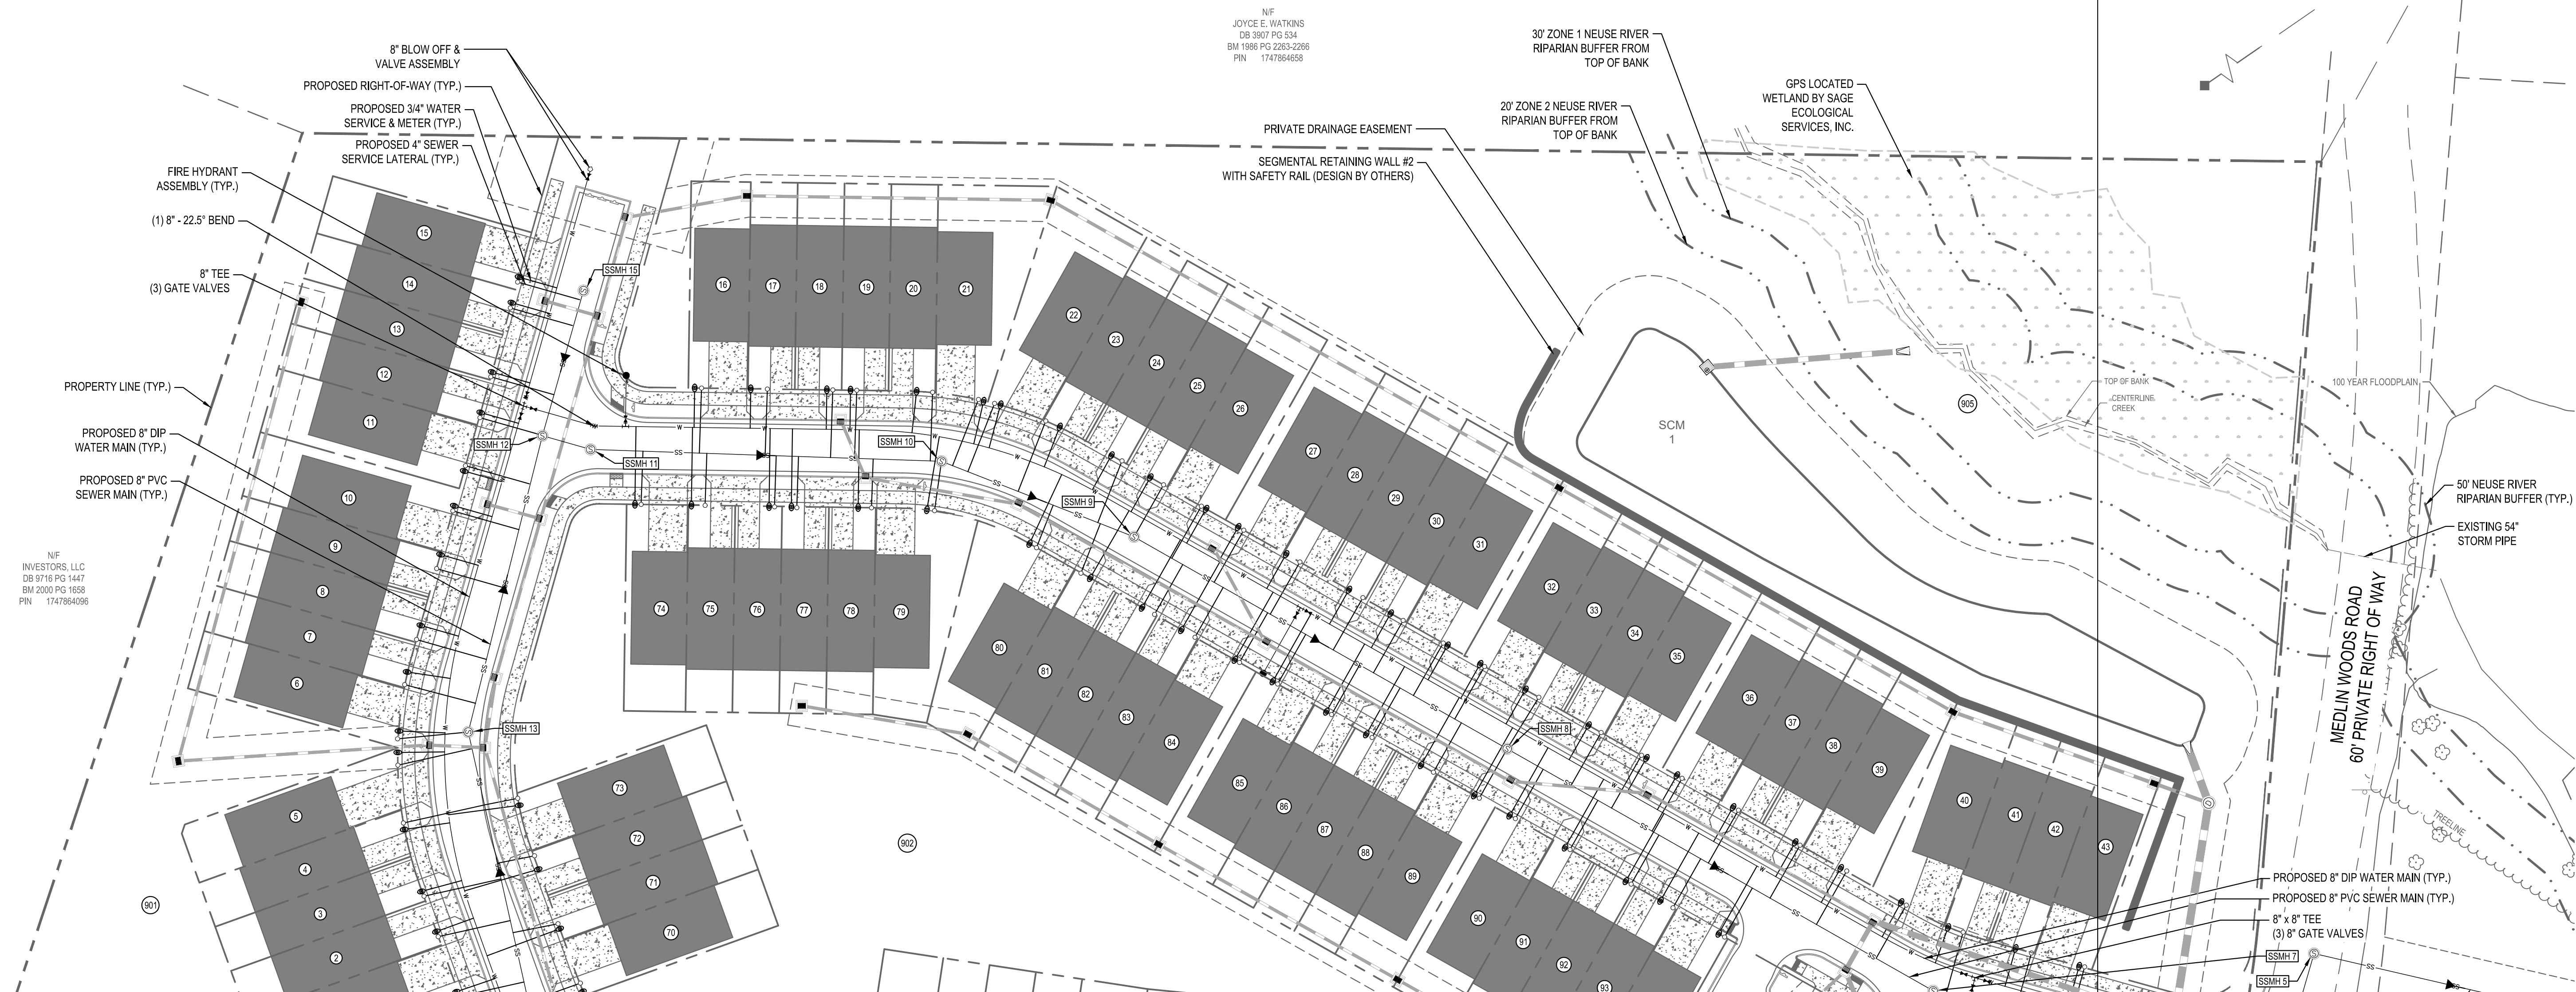 N/F
JOYCE E. WATKINS
DB 3907 PG 534
BM 1986 PG 2263-2266
PIN 1747864658
8" BLOW OFF &
VALVE ASSEMBLY
PROPOSED RIGHT-OF-WAY (TYP.)
PROPOSED 3/4" WATER
SERVICE & METER (TYP.)
PROPOSED 4" SEWER
SERVICE LATERAL (TYP.)
FIRE HYDRANT
ASSEMBLY (TYP.)
(1) 8" - 22.5° BEND
8" TEE
(3) GATE VALVES
PROPERTY LINE (TYP.)
PROPOSED 8" DIP
WATER MAIN (TYP.)
PROPOSED 8" PVC
SEWER MAIN (TYP.)
N/F
INVESTORS, LLC
DB 9716 PG 1447
BM 2000 PG 1658
PIN 1747864096
30' ZONE 1 NEUSE RIVER
RIPARIAN BUFFER FROM
TOP OF BANK
20' ZONE 2 NEUSE RIVER
RIPARIAN BUFFER FROM
TOP OF BANK
GPS LOCATED
WETLAND BY SAGE
ECOLOGICAL
SERVICES, INC.
PRIVATE DRAINAGE EASEMENT
SEGMENTAL RETAINING WALL #2
WITH SAFETY RAIL (DESIGN BY OTHERS)
SCM
1
905
TOP OF BANK
CENTERLINE
CREEK
100 YEAR FLOODPLAIN
50' NEUSE RIVER
RIPARIAN BUFFER (TYP.)
EXISTING 54"
STORM PIPE
MEDLIN WOODS ROAD
60' PRIVATE RIGHT OF WAY
TREELINE
PROPOSED 8" DIP WATER MAIN (TYP.)
PROPOSED 8" PVC SEWER MAIN (TYP.)
8" x 8" TEE
(3) 8" GATE VALVES
SSMH 7
SSMH 5
SSMH 15
SSMH 12
SSMH 11
SSMH 10
SSMH 9
SSMH 8
SSMH 13
15
14
13
12
11
10
9
8
7
6
5
4
3
2
16
17
18
19
20
21
22
23
24
25
26
27
28
29
30
31
32
33
34
35
36
37
38
39
40
41
42
43
74
75
76
77
78
79
80
81
82
83
84
85
86
87
88
89
90
91
92
93
73
72
71
70
901
902